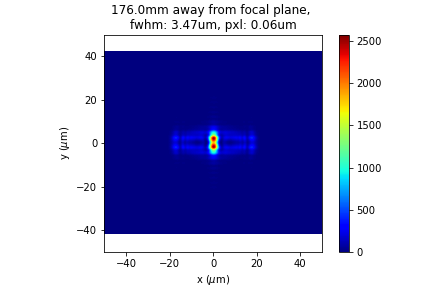 176.0mm away from focal plane,
fwhm: 3.47um, pxl: 0.06um
40
20
0
−20
−40
y (μm)
−40 −20 0 20 40
x (μm)
2500
2000
1500
1000
500
0